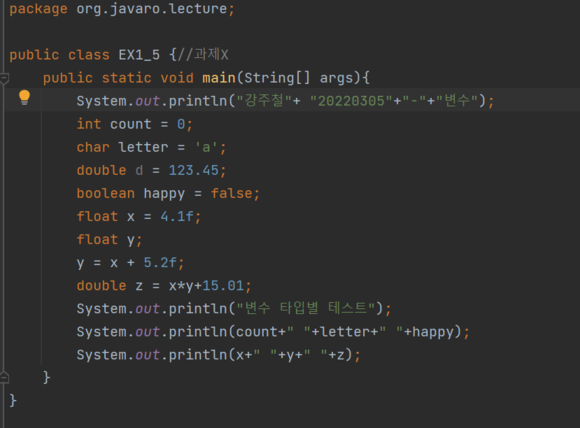 package org.javaro.lecture;
public class EX1_5 {//과제X
public static void main(String[] args){
System.out.println("강주철"+ "20220305"+"-"+"변수");
int count = 0;
char letter = 'a';
double d = 123.45;
boolean happy = false;
float x = 4.1f;
float y;
y = x + 5.2f;
double z = x*y+15.01;
System.out.println("변수 타입별 테스트");
System.out.println(count+" "+letter+" "+happy);
System.out.println(x+" "+y+" "+z);
}
}